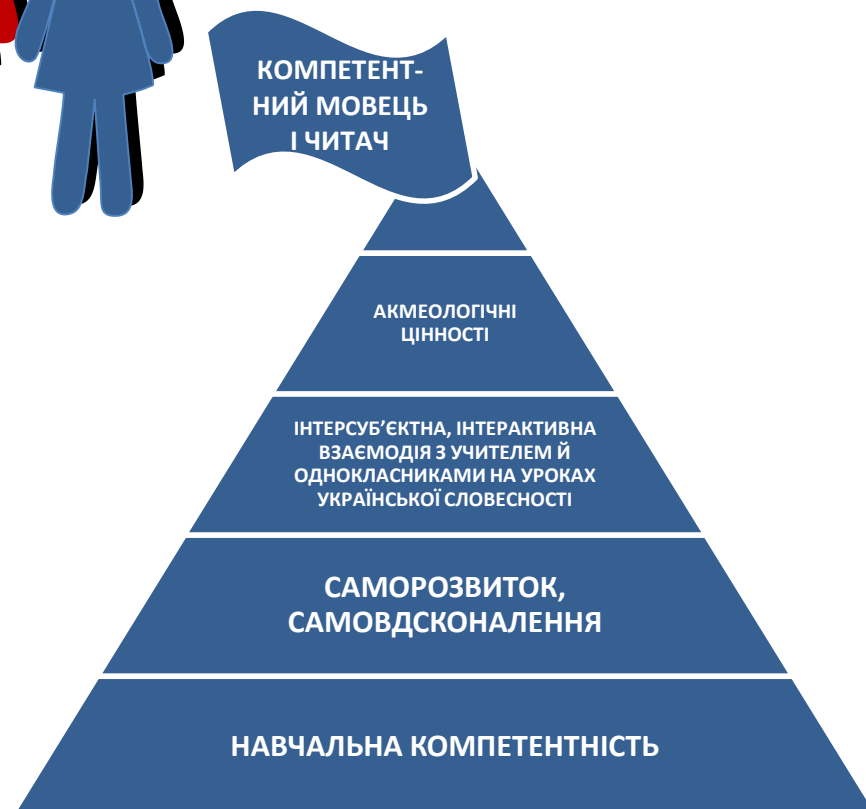 КОМПЕТЕНТ-
НИЙ МОВЕЦЬ
І ЧИТАЧ
АКМЕОЛОГІЧНІ
ЦІННОСТІ
ІНТЕРСУБ’ЄКТНА, ІНТЕРАКТИВНА
ВЗАЄМОДІЯ З УЧИТЕЛЕМ Й
ОДНОКЛАСНИКАМИ НА УРОКАХ
УКРАЇНСЬКОЇ СЛОВЕСНОСТІ
САМОРОЗВИТОК,
САМОВДСКОНАЛЕННЯ
НАВЧАЛЬНА КОМПЕТЕНТНІСТЬ